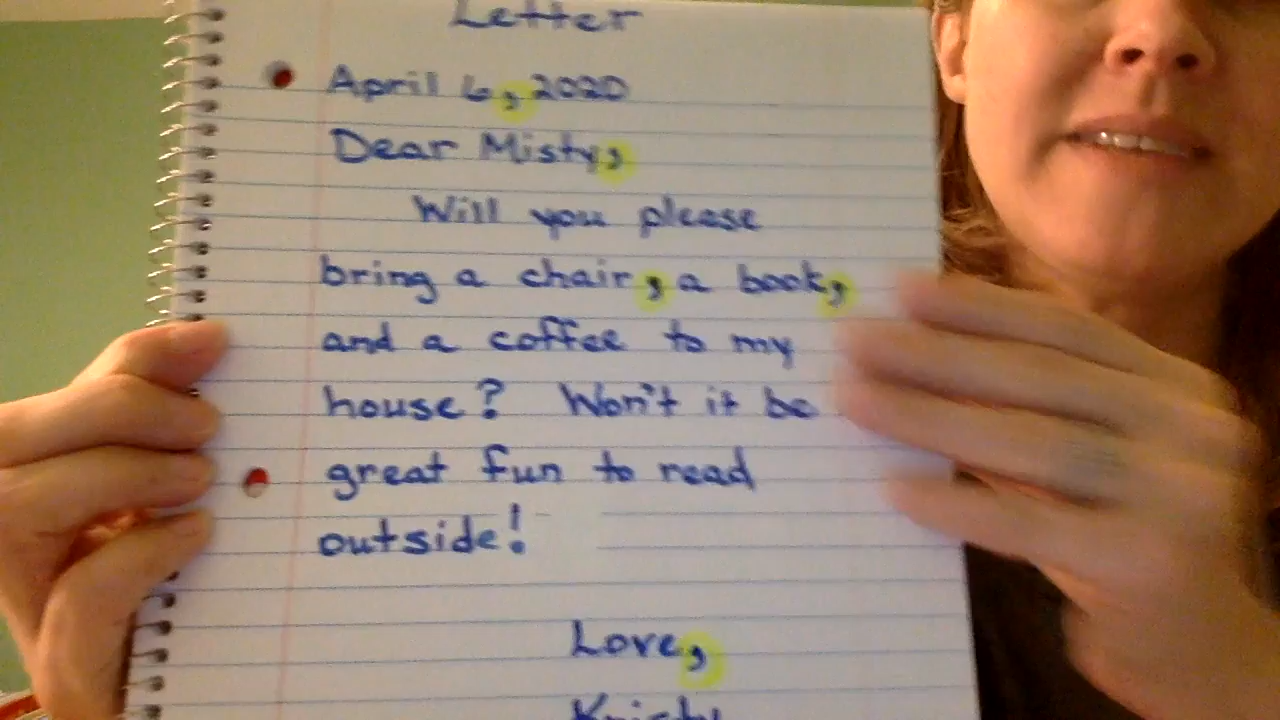 Letter
April 6, 2020
Dear Misty,
Will you please
bring a chair, a book,
and a coffee to my
house? Won't it be
great fun to read
outside!
Love,
Kristy